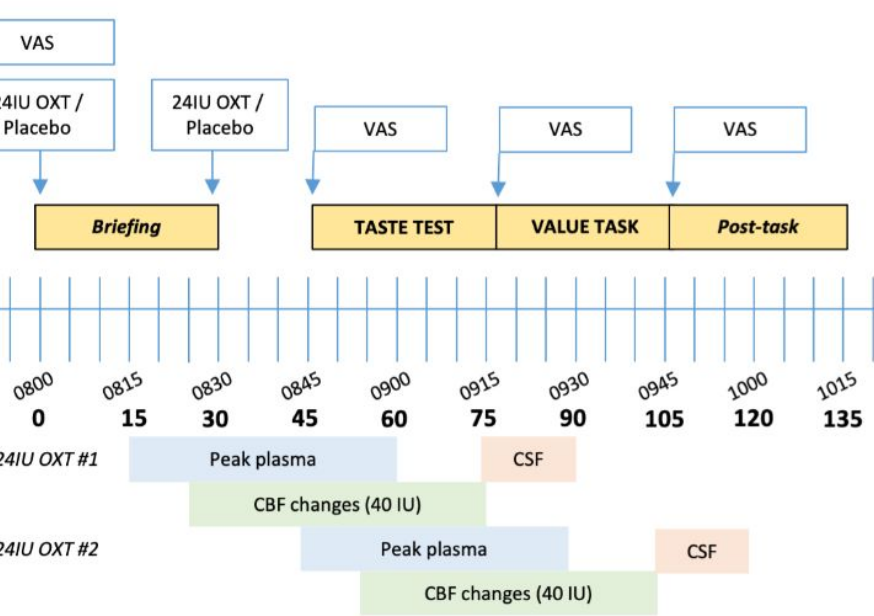 VAS
24IU OXT /
Placebo
24IU OXT /
Placebo
VAS
VAS
VAS
Briefing
TASTE TEST
VALUE TASK
Post-task
0800
0815
0830
0845
0900
0915
0930
0945
1000
1015
0
15
30
45
60
75
90
105
120
135
24IU OXT #1
Peak plasma
CSF
CBF changes (40 IU)
24IU OXT #2
Peak plasma
CSF
CBF changes (40 IU)